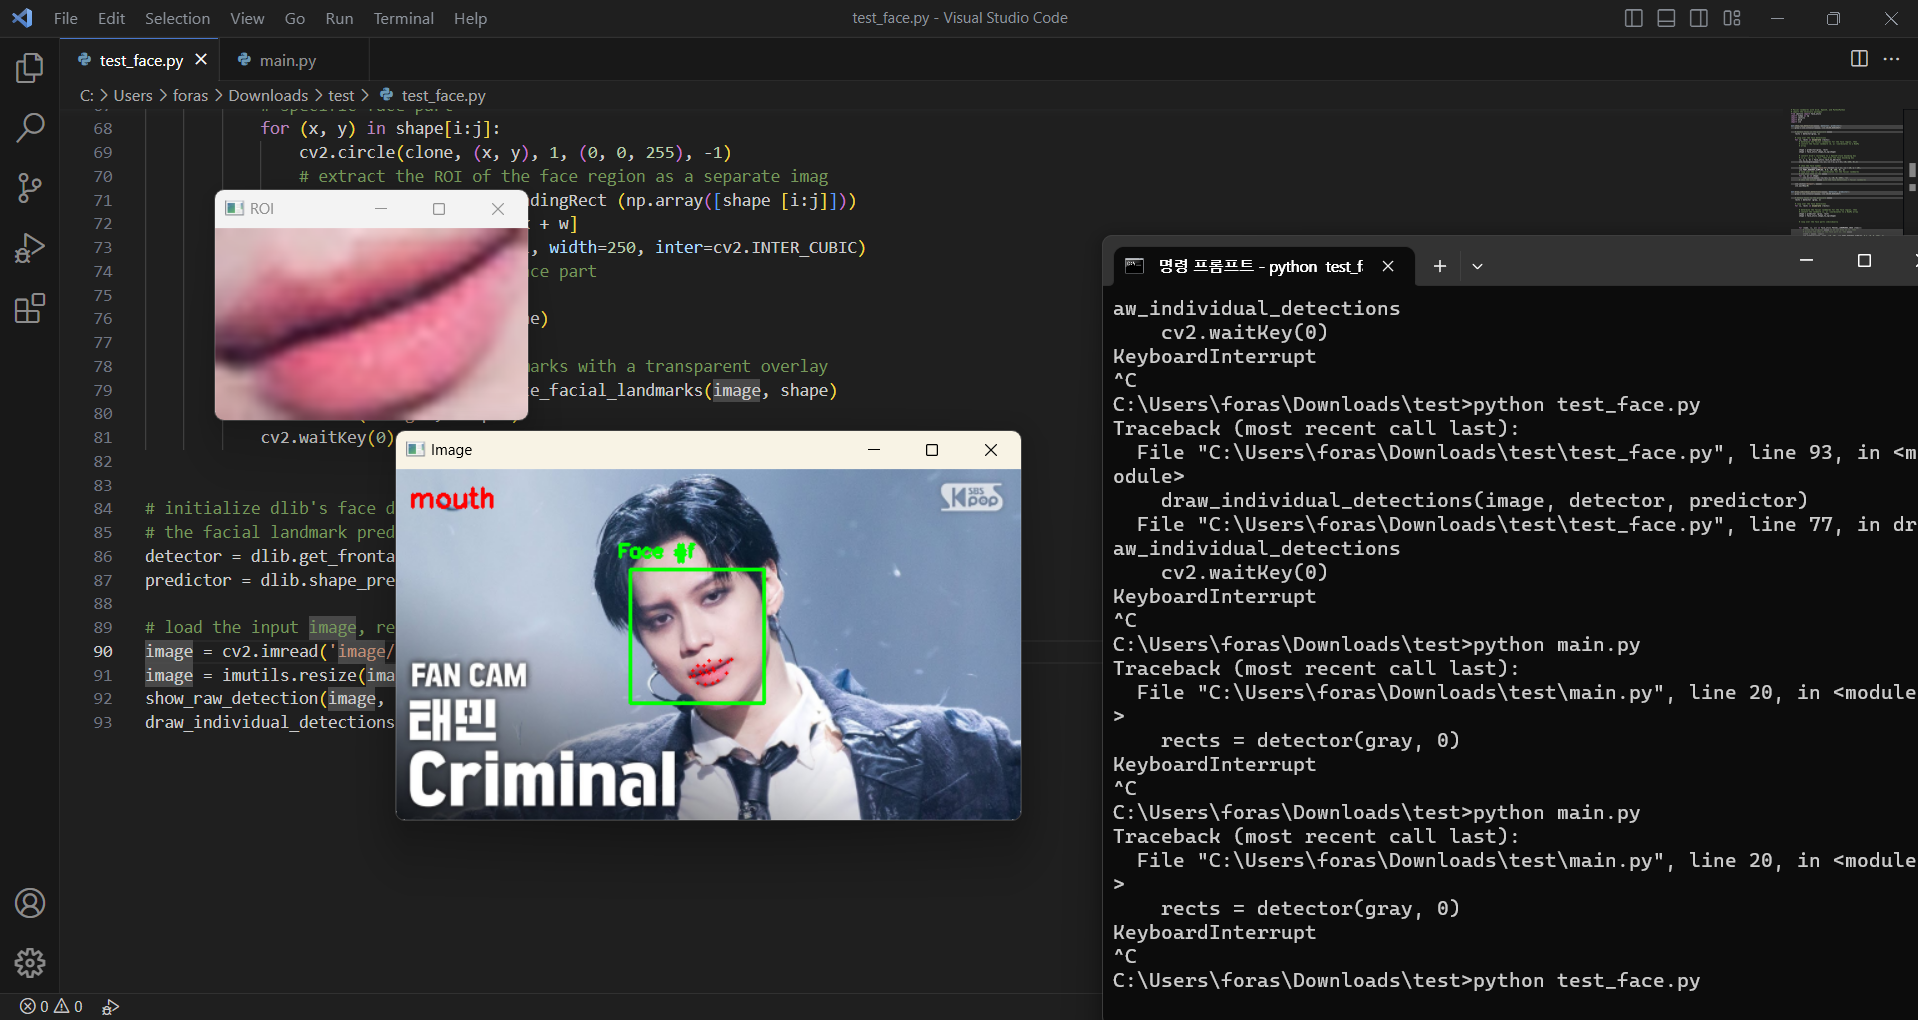 File Edit Selection View Go Run Terminal Help
test_face.py - Visual Studio Code
test_face.py
main.py
C: > Users > foras > Downloads > test > test_face.py
68 for (x, y) in shape[i:j]:
69 cv2.circle(clone, (x, y), 1, (0, 0, 255), -1)
70 # extract the ROI of the face region as a separate imag
71 dingRect (np.array([shape [i:j]]))
72 + w]
73 , width=250, inter=cv2.INTER_CUBIC)
74 ce part
75
76 e)
77
78 arks with a transparent overlay
79 e_facial_landmarks(image, shape)
80
81 cv2.waitKey(0)
82
83
84 # initialize dlib's face d
85 # the facial landmark pred
86 detector = dlib.get_fronta
87 predictor = dlib.shape_pre
88
89 # load the input image, re
90 image = cv2.imread('image/
91 image = imutils.resize(ima
92 show_raw_detection(image,
93 draw_individual_detections
ROI
Image
mouth
SBS
Kpop
Face #f
FAN CAM
태민
Criminal
명령 프롬프트 - python test_f
aw_individual_detections
cv2.waitKey(0)
KeyboardInterrupt
^C
C:\Users\foras\Downloads\test>python test_face.py
Traceback (most recent call last):
File "C:\Users\foras\Downloads\test\test_face.py", line 93, in <m
odule>
draw_individual_detections(image, detector, predictor)
File "C:\Users\foras\Downloads\test\test_face.py", line 77, in dr
aw_individual_detections
cv2.waitKey(0)
KeyboardInterrupt
^C
C:\Users\foras\Downloads\test>python main.py
Traceback (most recent call last):
File "C:\Users\foras\Downloads\test\main.py", line 20, in <module
>
rects = detector(gray, 0)
KeyboardInterrupt
^C
C:\Users\foras\Downloads\test>python main.py
Traceback (most recent call last):
File "C:\Users\foras\Downloads\test\main.py", line 20, in <module
>
rects = detector(gray, 0)
KeyboardInterrupt
^C
C:\Users\foras\Downloads\test>python test_face.py
0 0